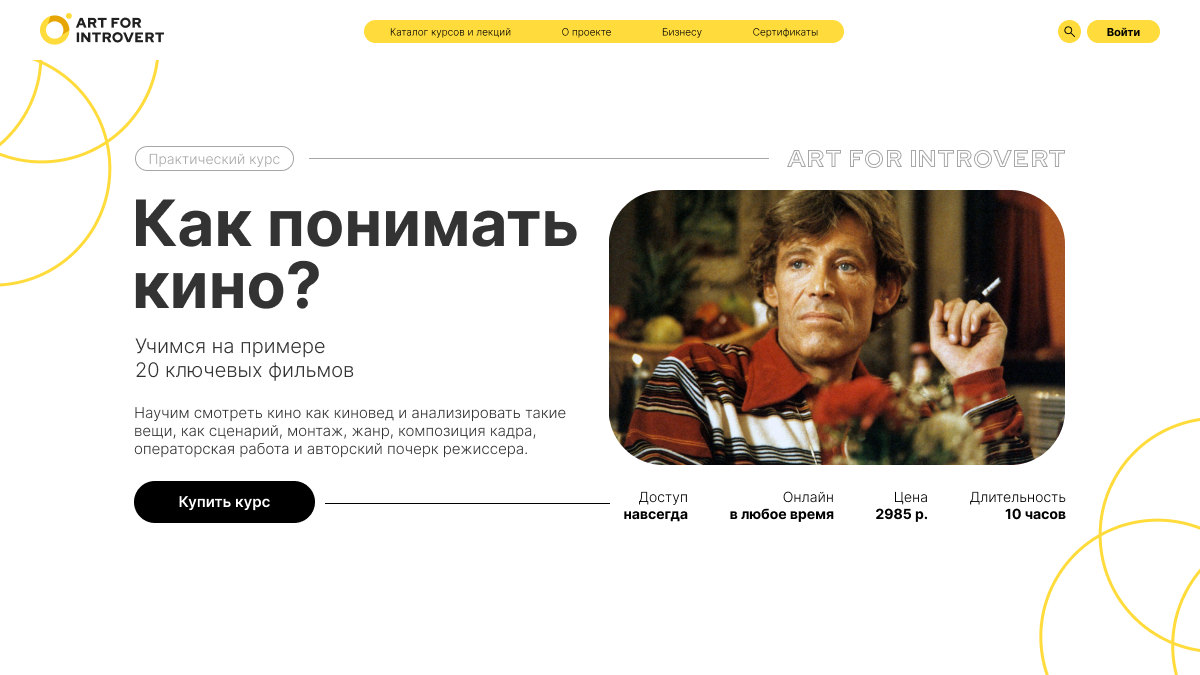 ART FOR
INTROVERT
Каталог курсов и лекций
О проекте
Бизнесу
Сертификаты
Войти
Практический курс
ART FOR INTROVERT
Как понимать
кино?
Учимся на примере
20 ключевых фильмов
Научим смотреть кино как киновед и анализировать такие
вещи, как сценарий, монтаж, жанр, композиция кадра,
операторская работа и авторский почерк режиссера.
Купить курс
Доступ
навсегда
Онлайн
в любое время
Цена
2985 р.
Длительность
10 часов